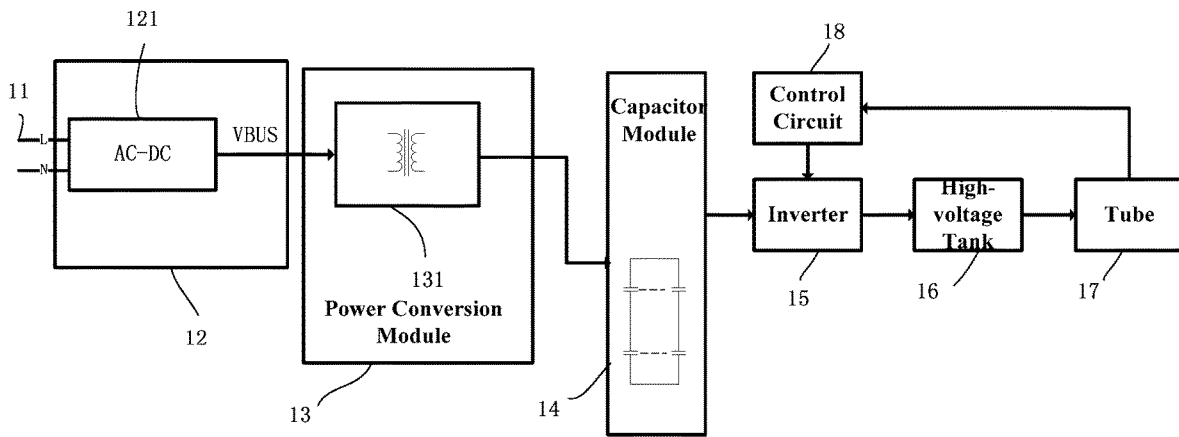 121
11
L
N
AC-DC
VBUS
12
131
Power Conversion
Module
13
Capacitor
Module
14
18
Control
Circuit
Inverter
15
High-
voltage
Tank
16
Tube
17